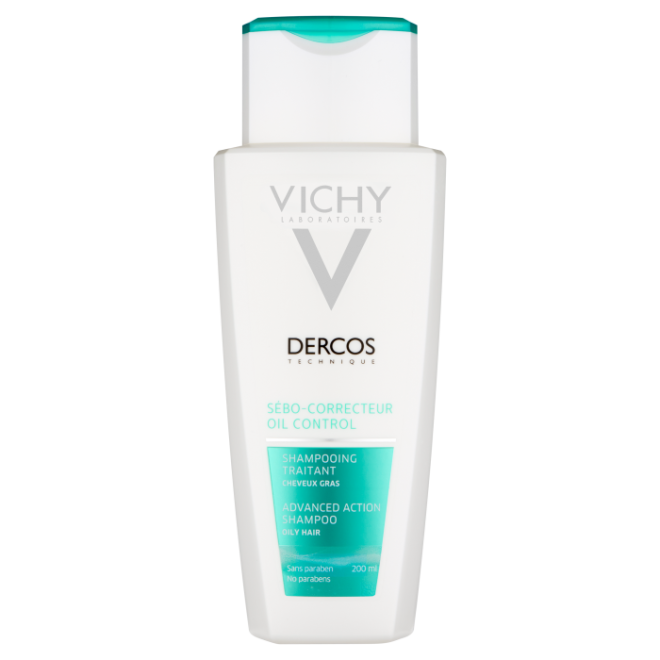 VICHY
LABORATOIRES
V
DERCOS
TECHNIQUE
SÉBO-CORRECTEUR
OIL CONTROL
SHAMPOOING
TRAITANT
CHEVEUX GRAS
ADVANCED ACTION
SHAMPOO
OILY HAIR
Sans paraben 200 ml
No parabens